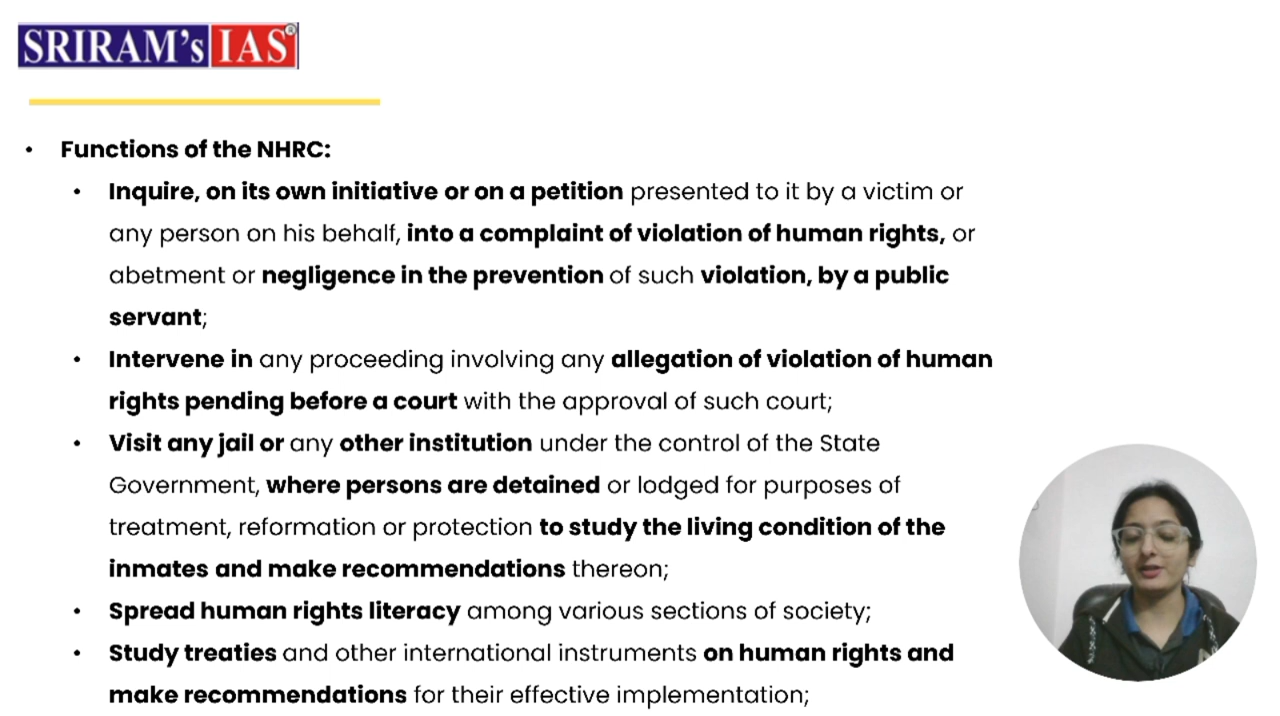 SRIRAM's IAS®
• Functions of the NHRC:
• Inquire, on its own initiative or on a petition presented to it by a victim or
any person on his behalf, into a complaint of violation of human rights, or
abetment or negligence in the prevention of such violation, by a public
servant;
• Intervene in any proceeding involving any allegation of violation of human
rights pending before a court with the approval of such court;
• Visit any jail or any other institution under the control of the State
Government, where persons are detained or lodged for purposes of
treatment, reformation or protection to study the living condition of the
inmates and make recommendations thereon;
• Spread human rights literacy among various sections of society;
• Study treaties and other international instruments on human rights and
make recommendations for their effective implementation;